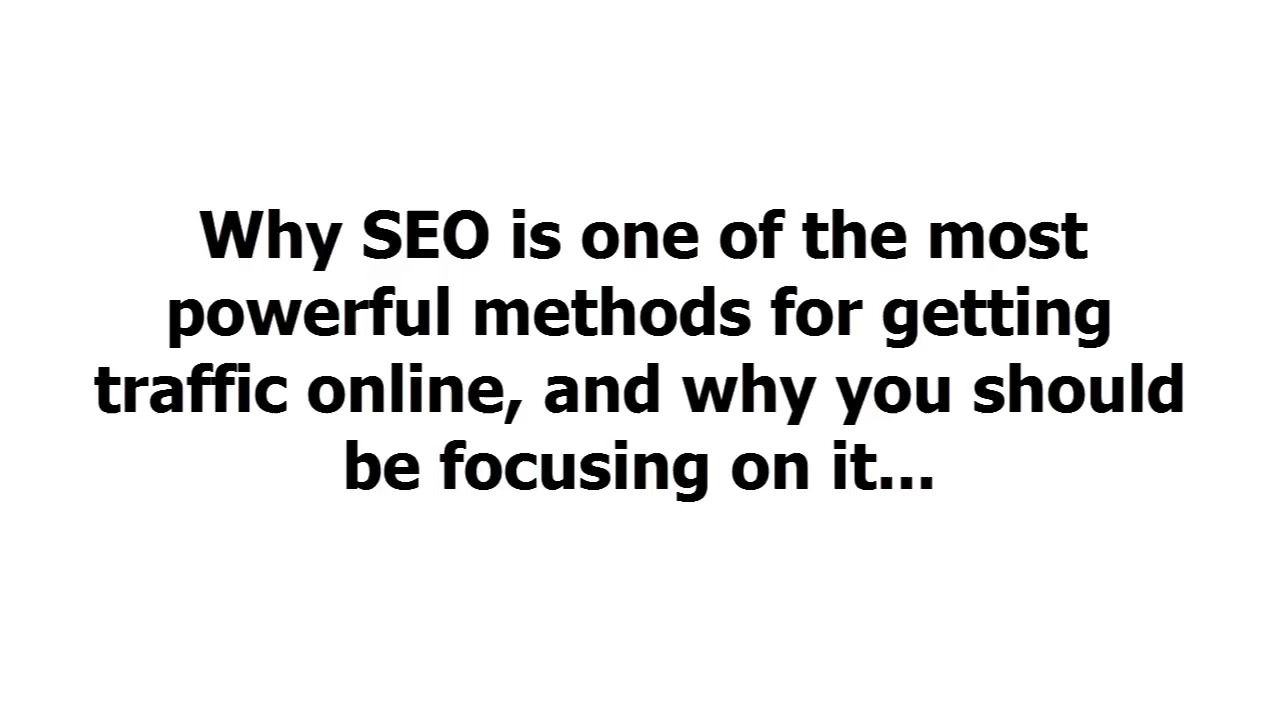 Why SEO is one of the most
powerful methods for getting
traffic online, and why you should
be focusing on it...